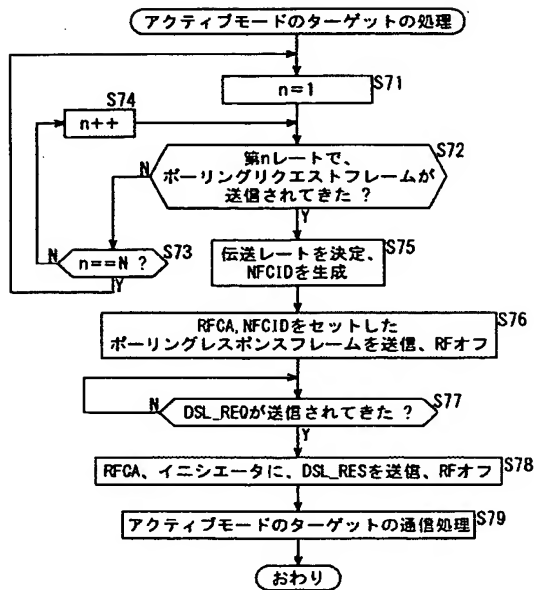 アクティブモードのターゲットの処理
n=1
S71
S74
n++
S72
第nレートで、
ポーリングリクエストフレームが
送信されてきた ?
N
Y
S73
n==N ?
N
Y
S75
伝送レートを決定、
NFCIDを生成
S76
RFCA,NFCIDをセットした
ポーリングレスポンスフレームを送信、RFオフ
S77
DSL_REQが送信されてきた ?
N
Y
RFCA、イニシエータに、DSL_RESを送信、RFオフ
S78
アクティブモードのターゲットの通信処理
S79
おわり